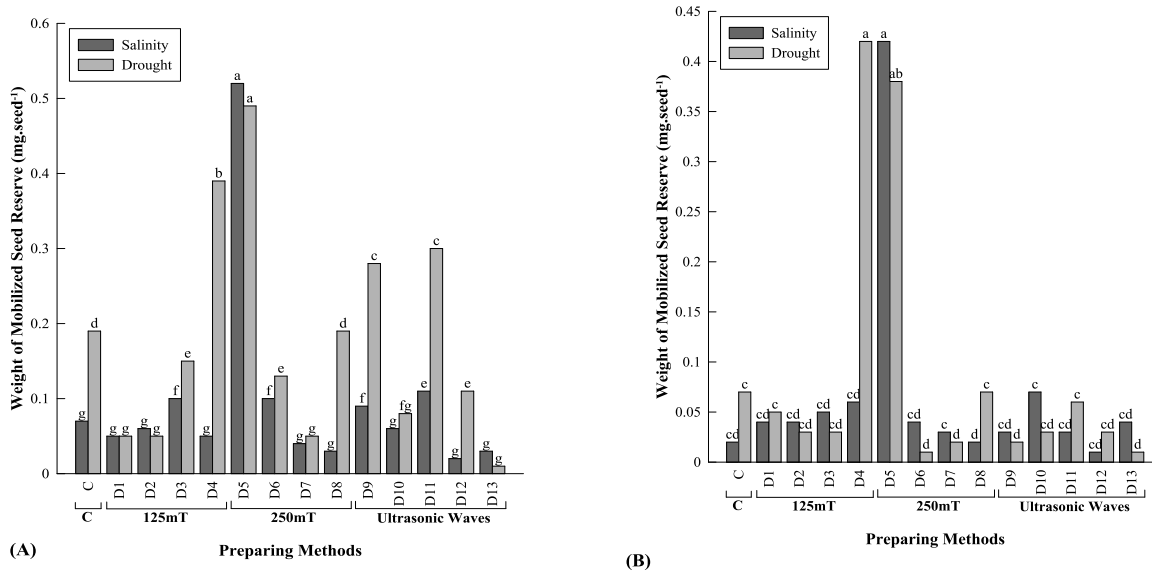 Weight of Mobilized Seed Reserve (mg.seed⁻¹)
0.6
0.5
0.4
0.3
0.2
0.1
0
Salinity
Drought
g d
g g
g g
f e
g b
a a
f e
g g
g d
f c
g fg
e c
g e
g g
C D1 D2 D3 D4 D5 D6 D7 D8 D9 D10 D11 D12 D13
C 125mT 250mT Ultrasonic Waves
Preparing Methods
(A)
Weight of Mobilized Seed Reserve (mg.seed⁻¹)
0.45
0.4
0.35
0.3
0.25
0.2
0.15
0.1
0.05
0
Salinity
Drought
cd c
cd c
cd cd
cd cd
cd a
a ab
cd d
c cd
cd c
cd cd
c cd
cd c
cd cd
cd d
C D1 D2 D3 D4 D5 D6 D7 D8 D9 D10 D11 D12 D13
C 125mT 250mT Ultrasonic Waves
Preparing Methods
(B)